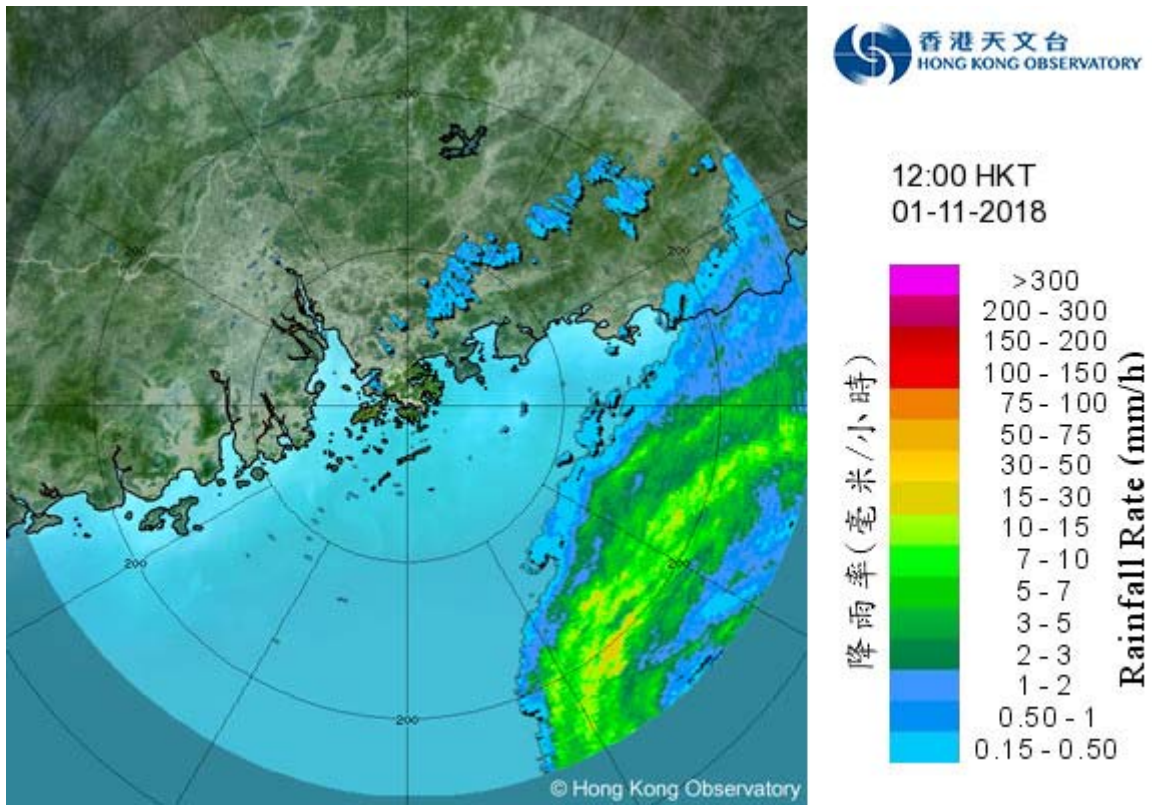 香港天文台
HONG KONG OBSERVATORY
12:00 HKT
01-11-2018
>300
200 - 300
150 - 200
100 - 150
75 - 100
50 - 75
30 - 50
15 - 30
10 - 15
7 - 10
5 - 7
3 - 5
2 - 3
1 - 2
0.50 - 1
0.15 - 0.50
降雨率(毫米/小時)
Rainfall Rate (mm/h)
200
200
200
200
200
200
© Hong Kong Observatory